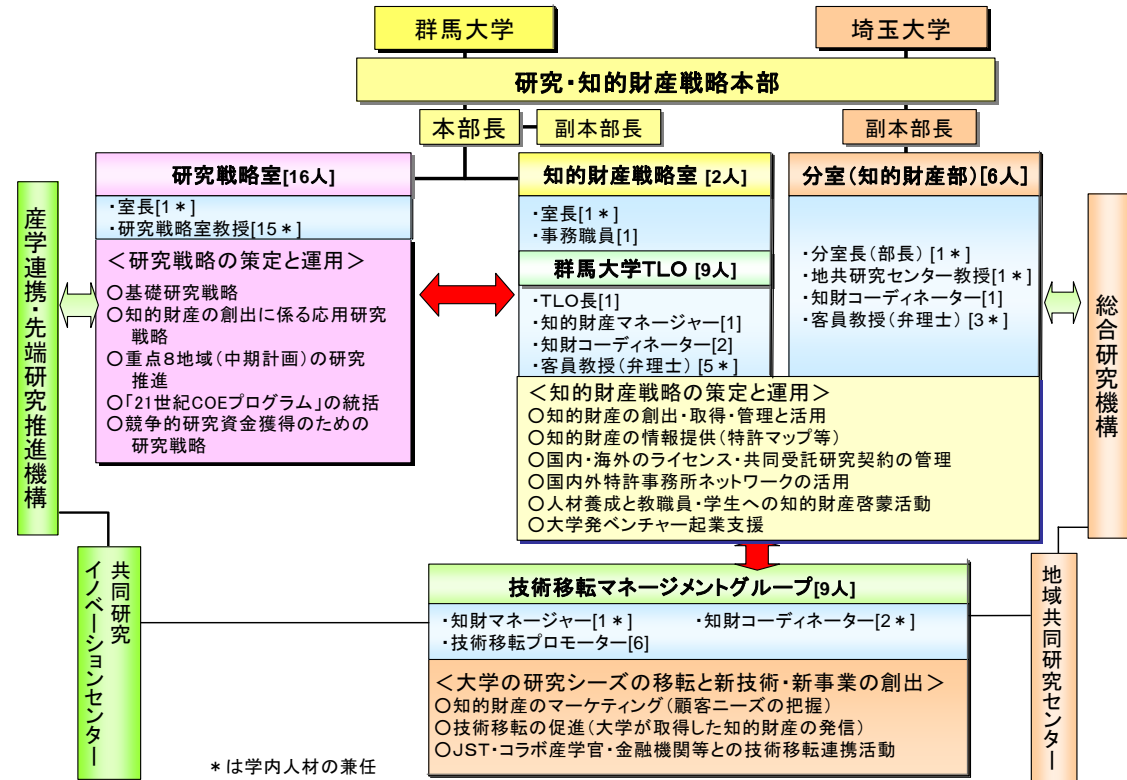 群馬大学
埼玉大学
研究・知的財産戦略本部
本部長
副本部長
副本部長
研究戦略室[16人]
・室長[1＊]
・研究戦略室教授[15＊]
＜研究戦略の策定と運用＞
○基礎研究戦略
○知的財産の創出に係る応用研究
戦略
○重点８地域（中期計画）の研究
推進
○「21世紀COEプログラム」の統括
○競争的研究資金獲得のための
研究戦略
知的財産戦略室 [2人]
・室長[1＊]
・事務職員[1]
群馬大学TLO [9人]
・TLO長[1]
・知的財産マネージャー[1]
・知財コーディネーター[2]
・客員教授(弁理士) [5＊]
分室(知的財産部) [6人]
・分室長(部長) [1＊]
・地共研究センター教授[1＊]
・知財コーディネーター[1]
・客員教授(弁理士) [3＊]
＜知的財産戦略の策定と運用＞
○知的財産の創出・取得・管理と活用
○知的財産の情報提供(特許マップ等)
○国内・海外のライセンス・共同受託研究契約の管理
○国内外特許事務所ネットワークの活用
○人材養成と教職員・学生への知的財産啓蒙活動
○大学発ベンチャー起業支援
産学連携・先端研究推進機構
総合研究機構
共同研究
イノベーションセンター
地域共同研究センター
技術移転マネージメントグループ[9人]
・知財マネージャー[1＊] ・知財コーディネーター[2＊]
・技術移転プロモーター[6]
＜大学の研究シーズの移転と新技術・新事業の創出＞
○知的財産のマーケティング(顧客ニーズの把握)
○技術移転の促進(大学が取得した知的財産の発信)
○JST・コラボ産学官・金融機関等との技術移転連携活動
＊は学内人材の兼任